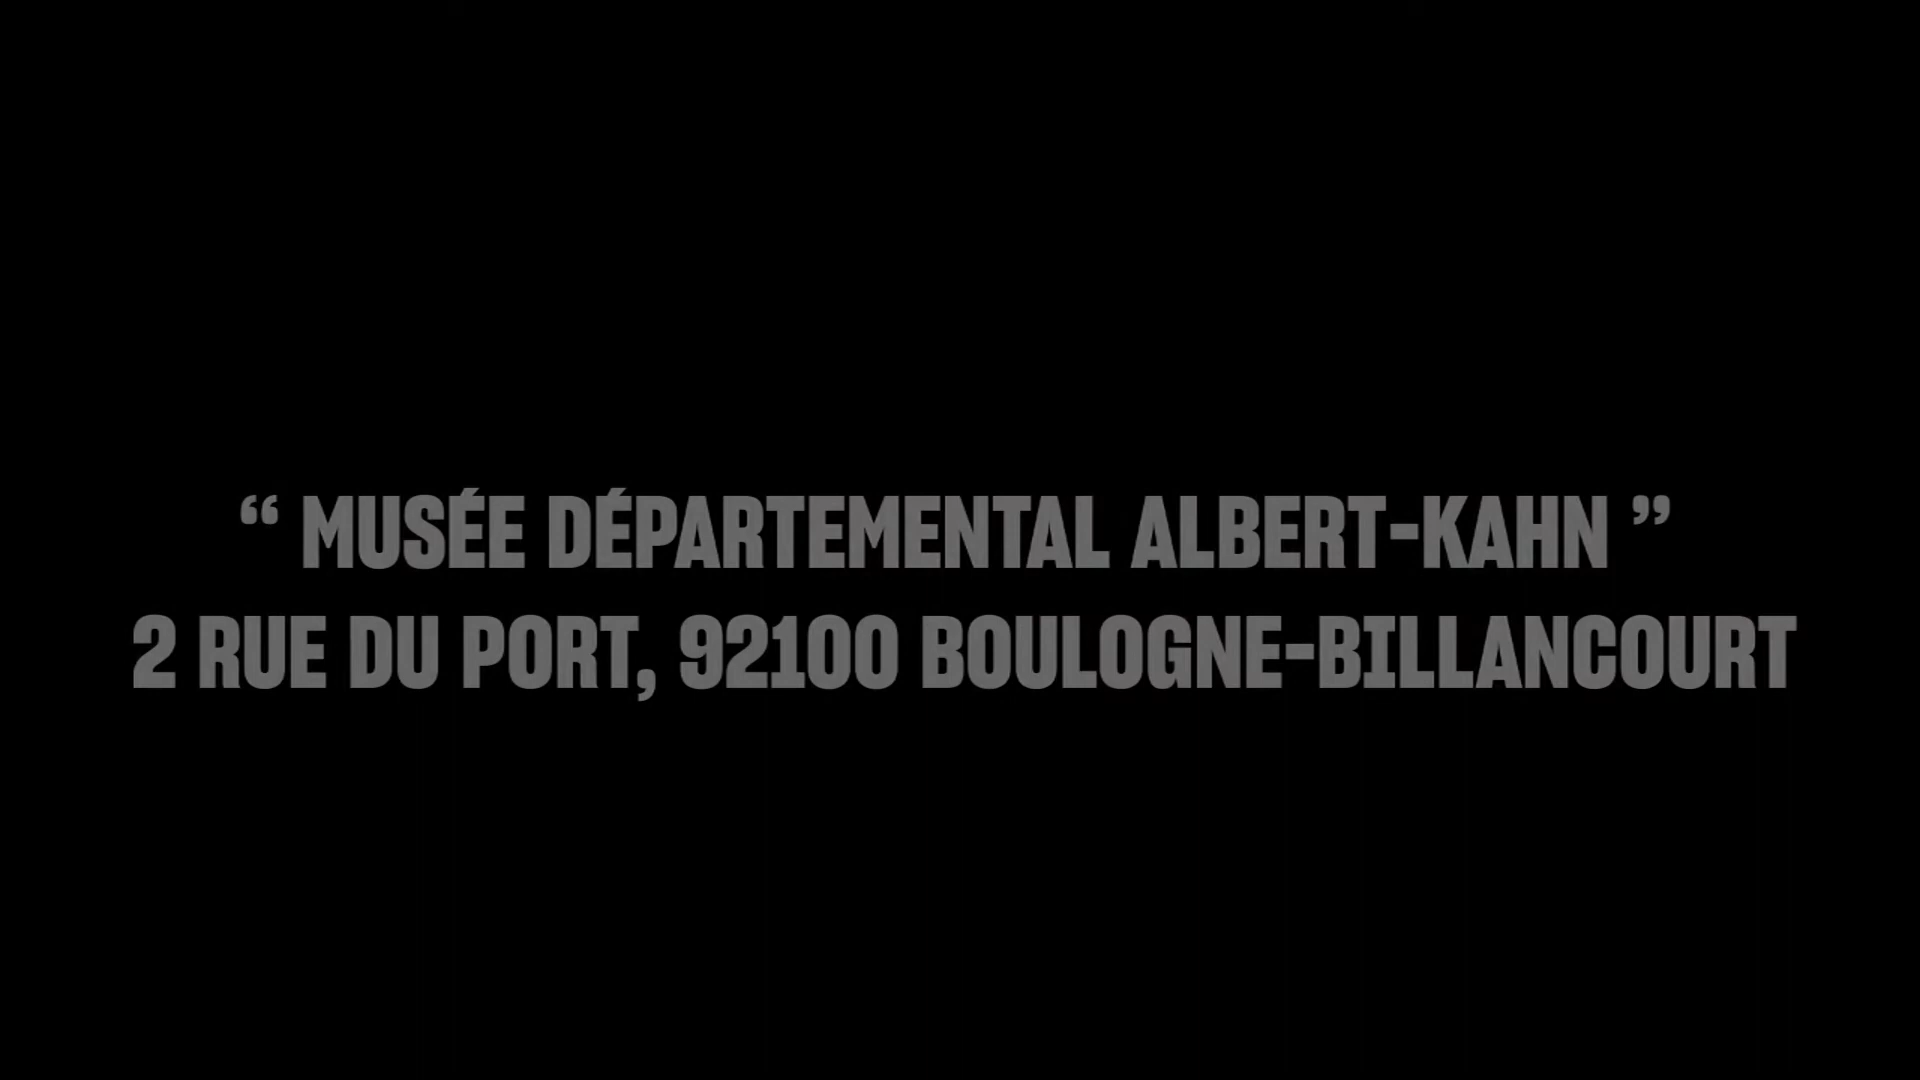 “ MUSÉE DÉPARTEMENTAL ALBERT-KAHN ”
2 RUE DU PORT, 92100 BOULOGNE-BILLANCOURT